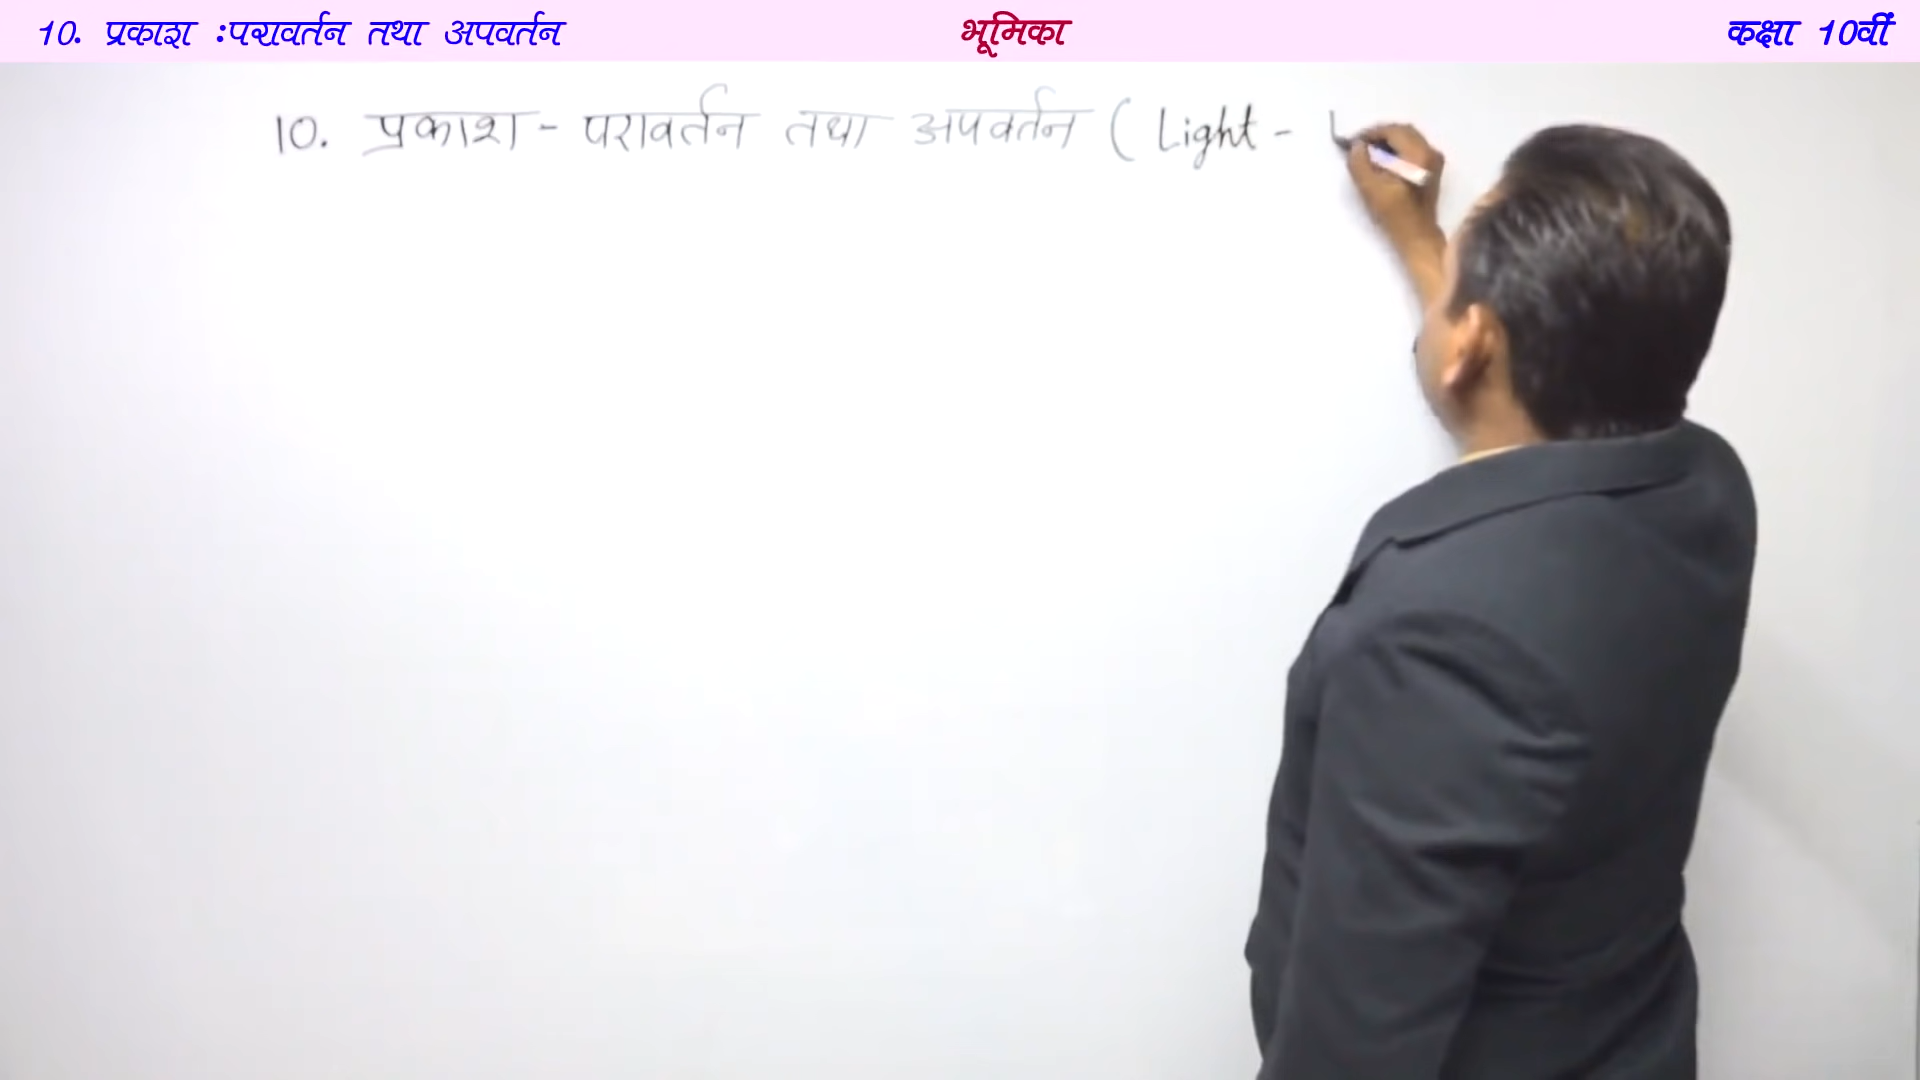 10. प्रकाश :परावर्तन तथा अपवर्तन भूमिका कक्षा 10वीं
10. प्रकाश - परावर्तन तथा अपवर्तन ( Light -